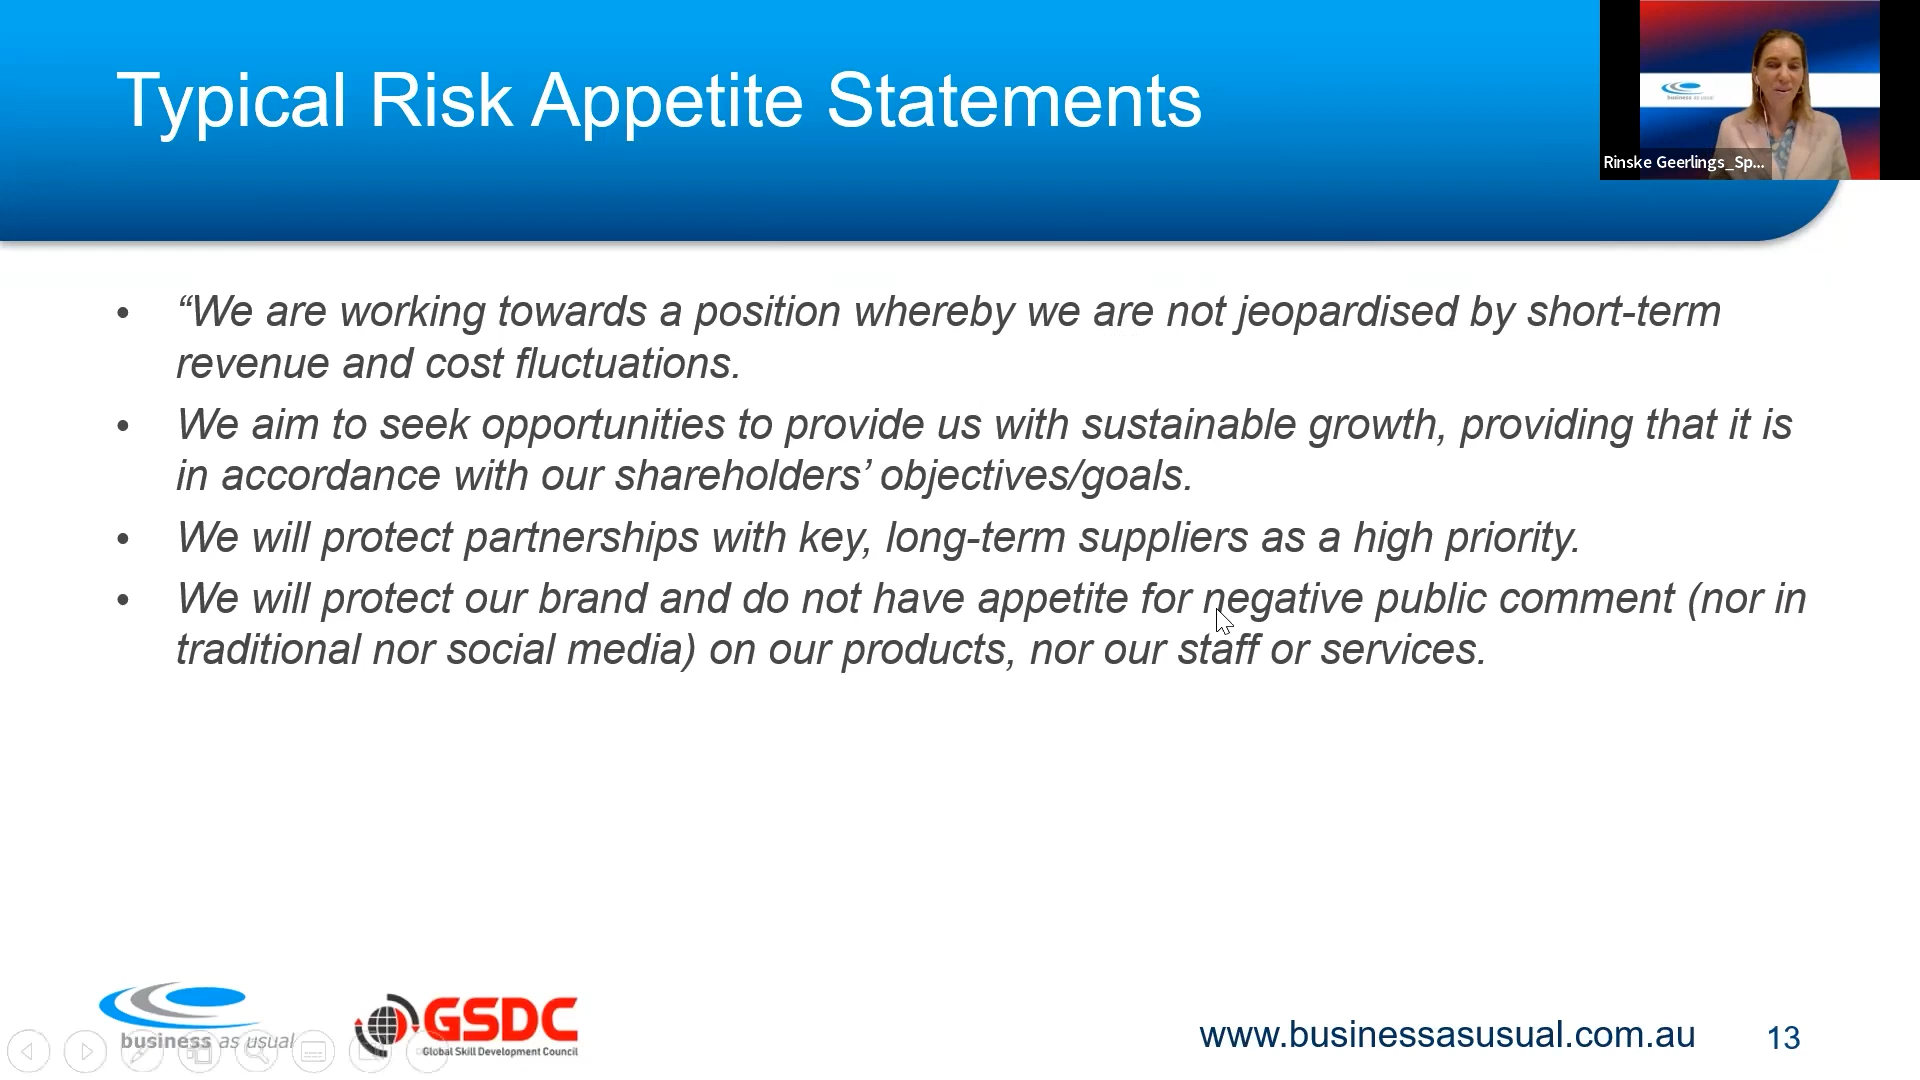 Typical Risk Appetite Statements
business as usual
Rinske Geerlings_Sp...
• “We are working towards a position whereby we are not jeopardised by short-term
revenue and cost fluctuations.
• We aim to seek opportunities to provide us with sustainable growth, providing that it is
in accordance with our shareholders’ objectives/goals.
• We will protect partnerships with key, long-term suppliers as a high priority.
• We will protect our brand and do not have appetite for negative public comment (nor in
traditional nor social media) on our products, nor our staff or services.
business as usual
GSDC
Global Skill Development Council
www.businessasusual.com.au
13